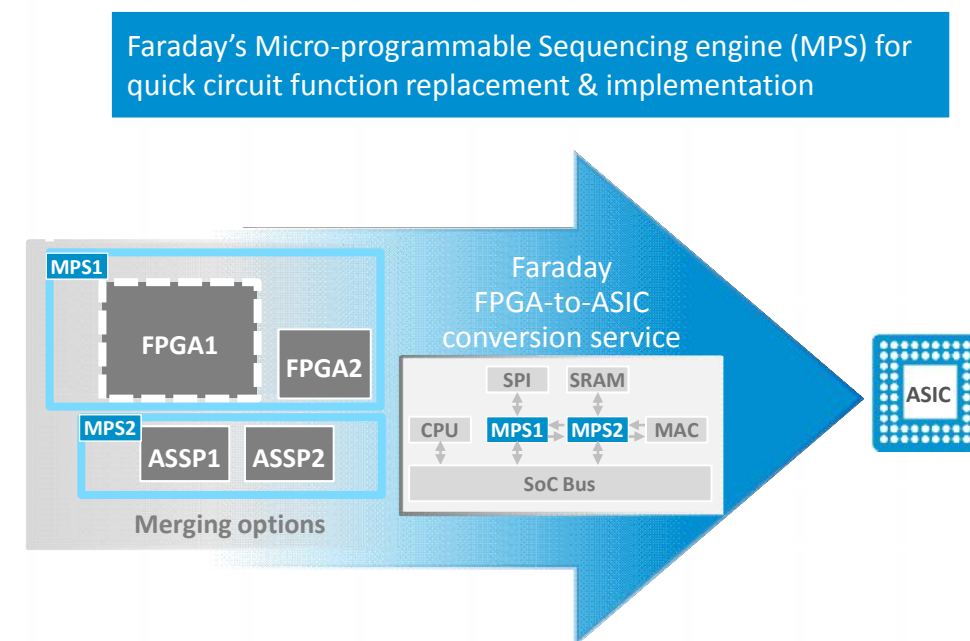 Faraday's Micro-programmable Sequencing engine (MPS) for
quick circuit function replacement & implementation
MPS1
FPGA1
FPGA2
MPS2
ASSP1 ASSP2
Merging options
Faraday
FPGA-to-ASIC
conversion service
SPI SRAM
CPU MPS1 MPS2 MAC
SoC Bus
ASIC